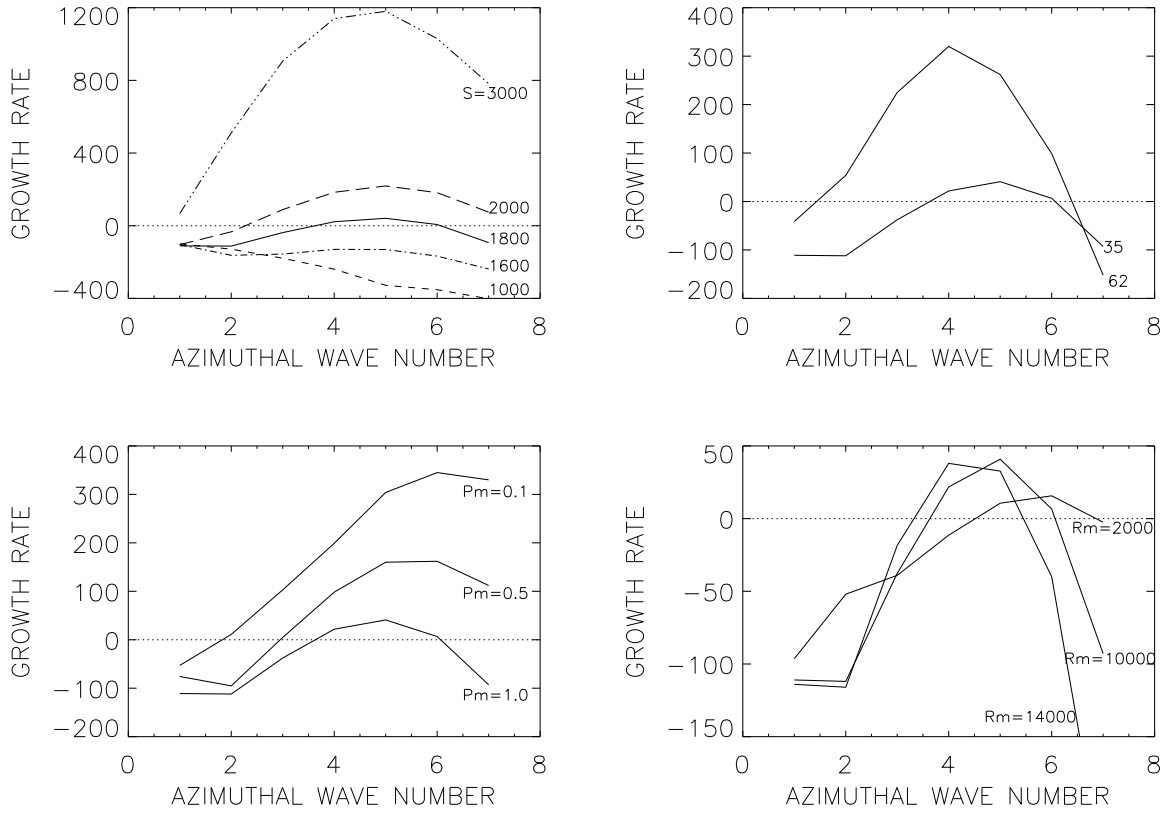 1200
800
400
0
−400
GROWTH RATE
S=3000
2000
1800
1600
1000
0 2 4 6 8
AZIMUTHAL WAVE NUMBER
400
300
200
100
0
−100
−200
GROWTH RATE
35
62
0 2 4 6 8
AZIMUTHAL WAVE NUMBER
400
300
200
100
0
−100
−200
GROWTH RATE
Pm=0.1
Pm=0.5
Pm=1.0
0 2 4 6 8
AZIMUTHAL WAVE NUMBER
50
0
−50
−100
−150
GROWTH RATE
Rm=2000
Rm=10000
Rm=14000
0 2 4 6 8
AZIMUTHAL WAVE NUMBER